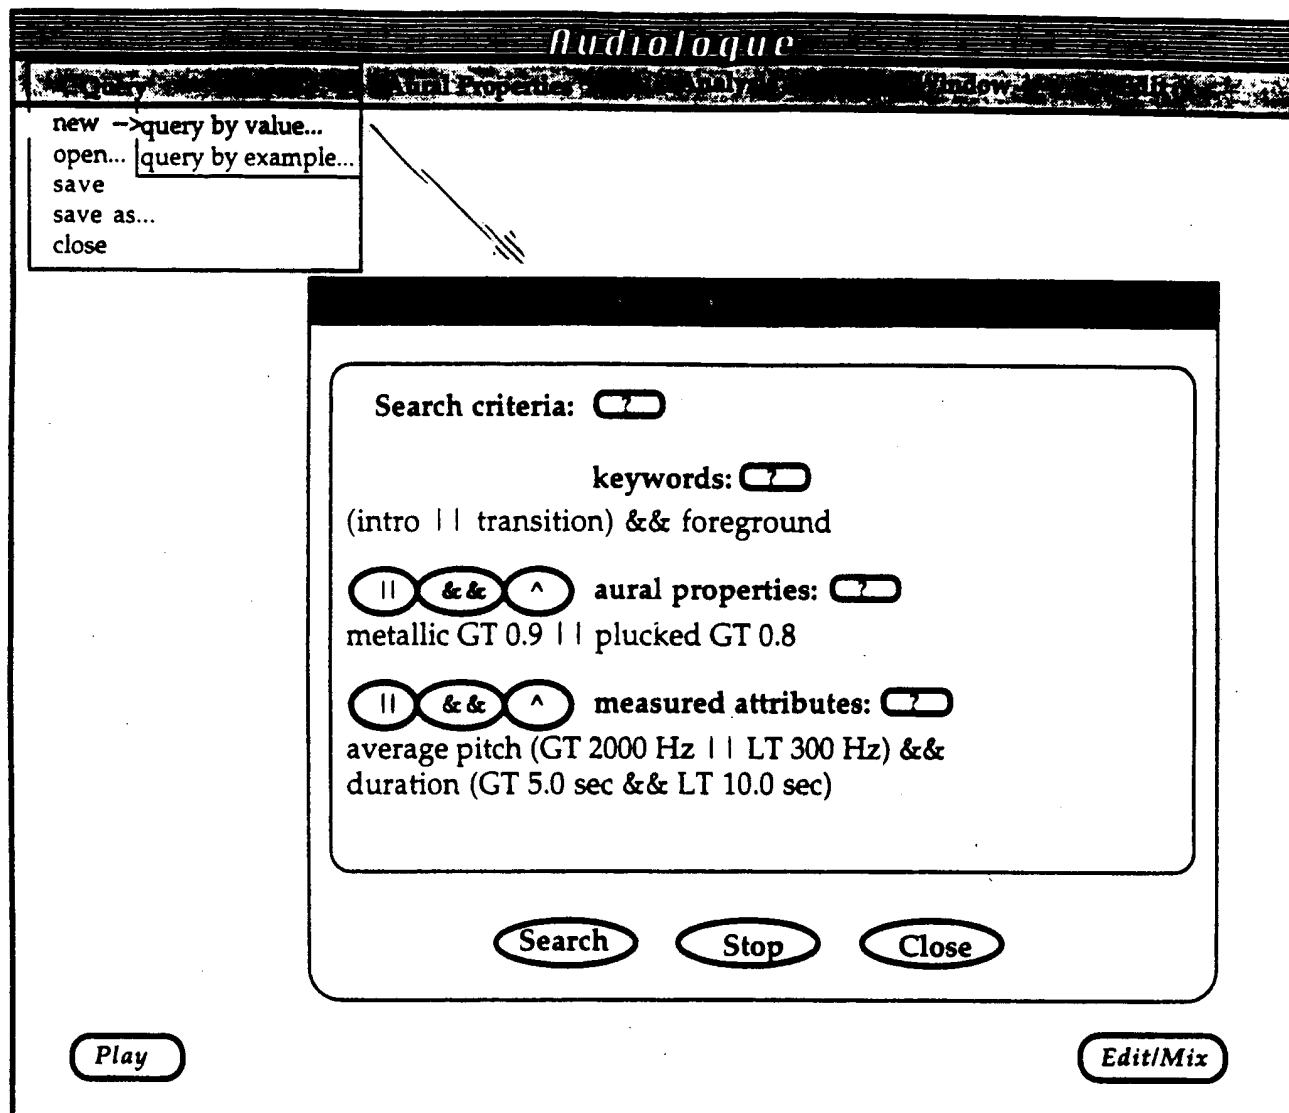 Audiologue
Query Aural Properties Window
new -> query by value...
open... query by example...
save
save as...
close
Search criteria: ?
keywords: ?
(intro || transition) && foreground
|| && ^ aural properties: ?
metallic GT 0.9 || plucked GT 0.8
|| && ^ measured attributes: ?
average pitch (GT 2000 Hz || LT 300 Hz) &&
duration (GT 5.0 sec && LT 10.0 sec)
Search Stop Close
Play Edit/Mix